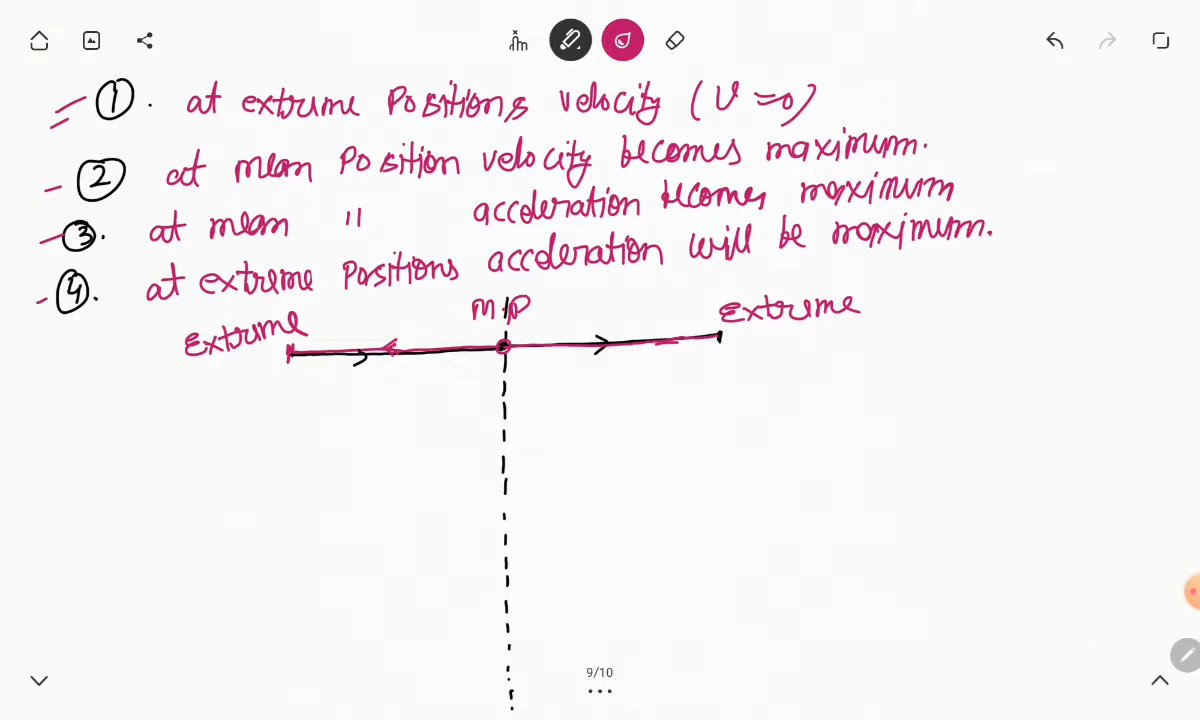 ① . at extreme Positions velocity (V=0)
② at mean Position velocity becomes maximum.
③. at mean " acceleration becomes maximum
④. at extreme Positions acceleration will be maximum.
M.P
Extreme
Extreme
9/10